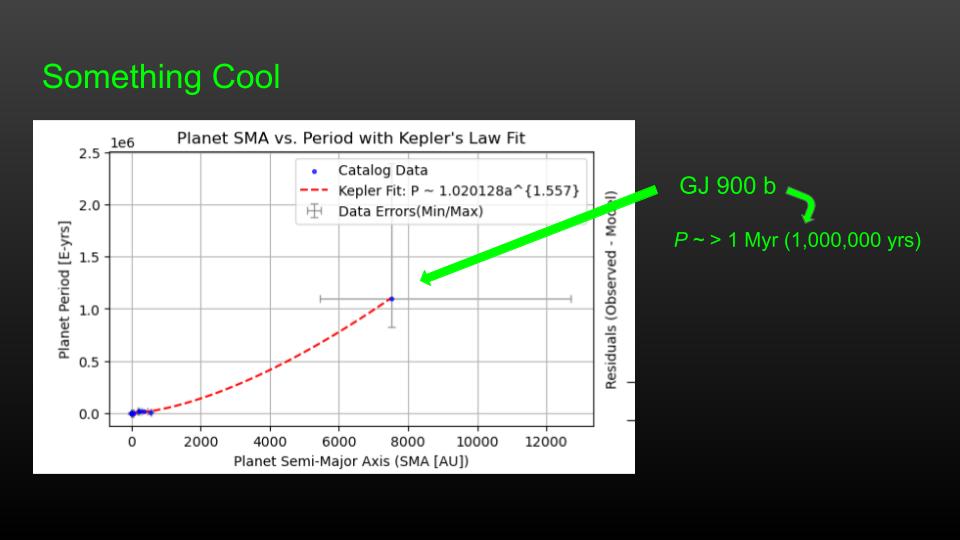 Something Cool
Planet SMA vs. Period with Kepler's Law Fit
1e6
Catalog Data
Kepler Fit: P ~ 1.020128a^{1.557}
Data Errors(Min/Max)
2.5
2.0
1.5
1.0
0.5
0.0
Planet Period [E-yrs]
0 2000 4000 6000 8000 10000 12000
Planet Semi-Major Axis (SMA [AU])
Residuals (Observed - Model)
GJ 900 b
P ~ > 1 Myr (1,000,000 yrs)